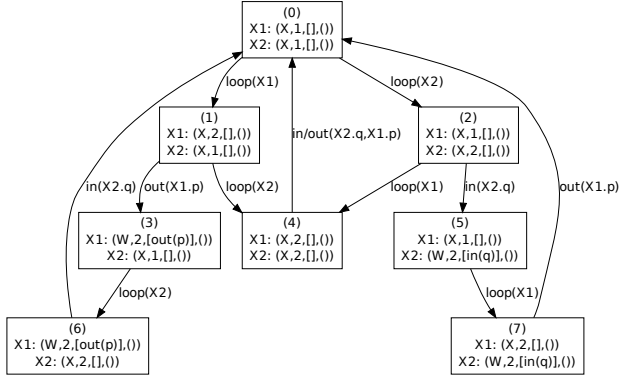 (0)
X1: (X,1,[],())
X2: (X,1,[],())
loop(X1)
loop(X2)
(1)
X1: (X,2,[],())
X2: (X,1,[],())
in/out(X2.q,X1.p)
(2)
X1: (X,1,[],())
X2: (X,2,[],())
in(X2.q)
out(X1.p)
loop(X2)
loop(X1)
in(X2.q)
out(X1.p)
(3)
X1: (W,2,[out(p)],())
X2: (X,1,[],())
(4)
X1: (X,2,[],())
X2: (X,2,[],())
(5)
X1: (X,1,[],())
X2: (W,2,[in(q)],())
loop(X2)
loop(X1)
(6)
X1: (W,2,[out(p)],())
X2: (X,2,[],())
(7)
X1: (X,2,[],())
X2: (W,2,[in(q)],())